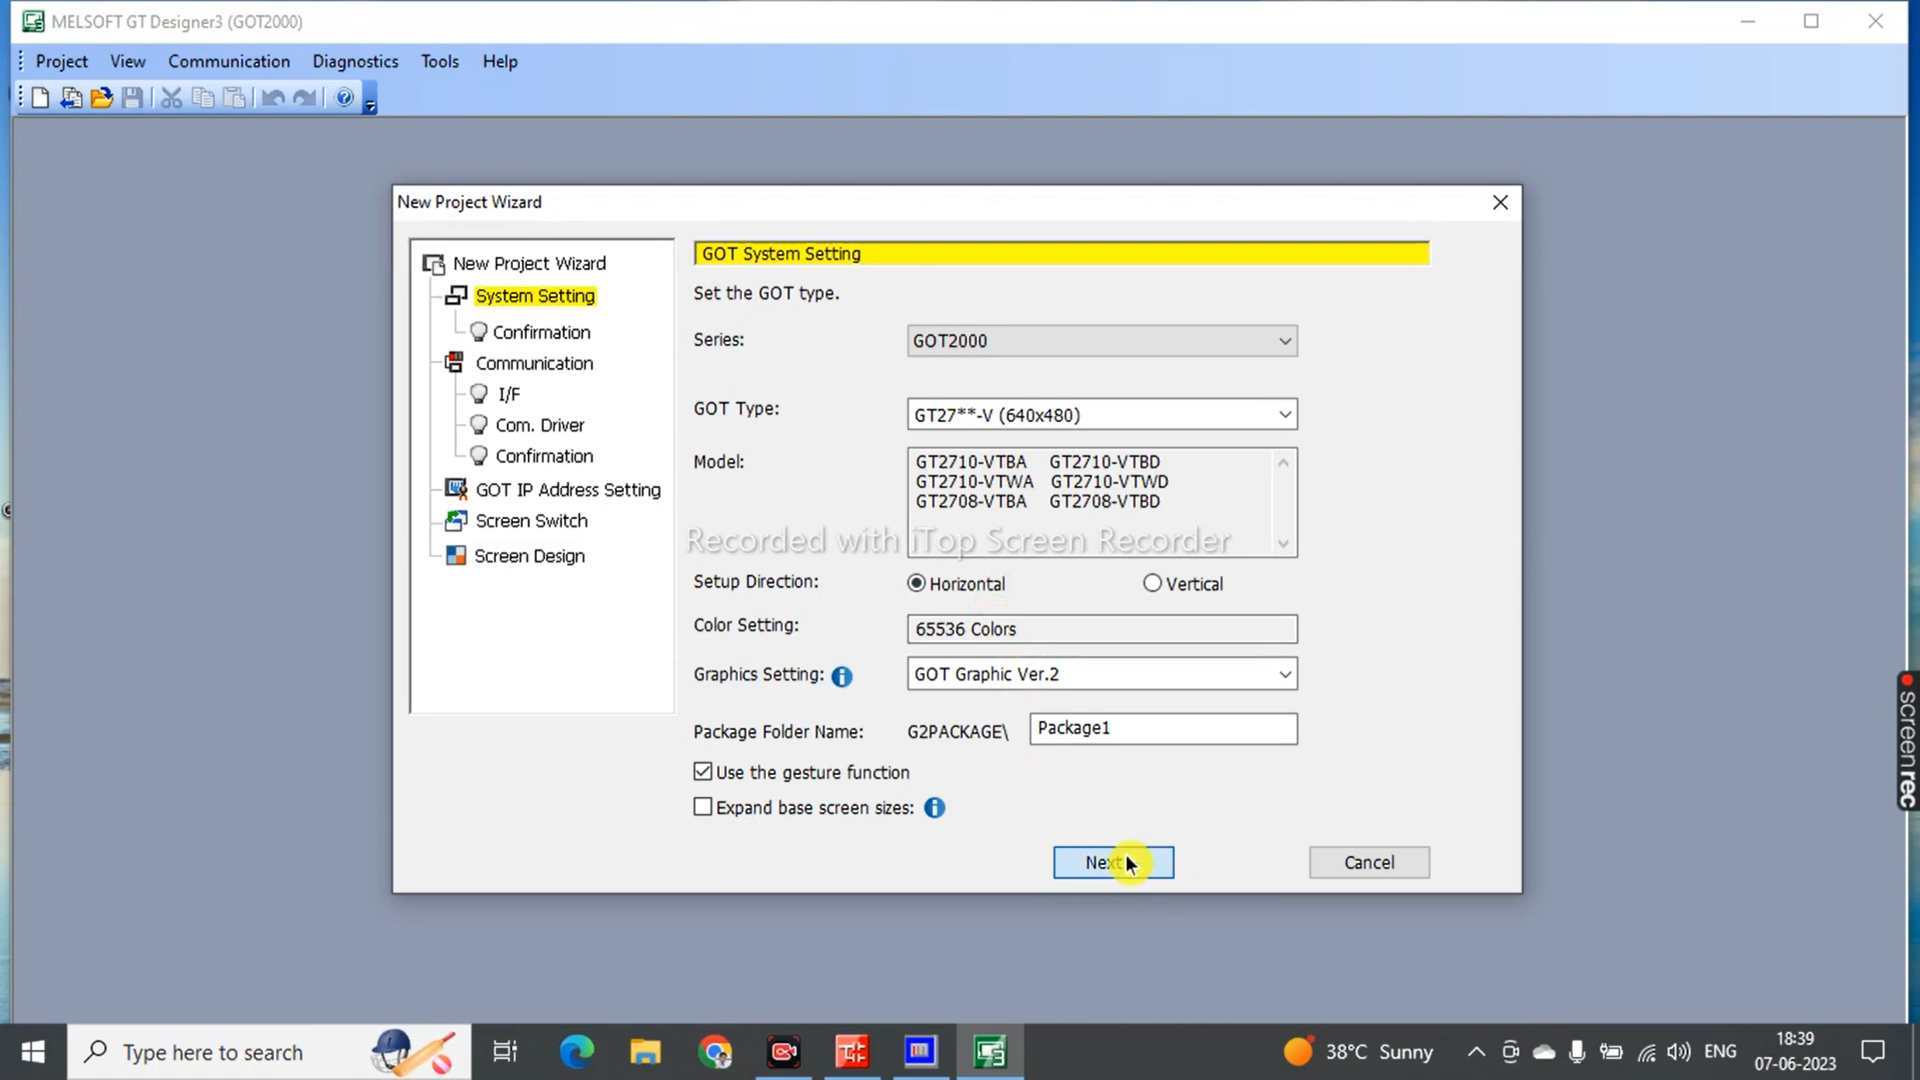 MELSOFT GT Designer3 (GOT2000)
Project View Communication Diagnostics Tools Help
New Project Wizard
New Project Wizard
System Setting
Confirmation
Communication
I/F
Com. Driver
Confirmation
GOT IP Address Setting
Screen Switch
Screen Design
GOT System Setting
Set the GOT type.
Series: GOT2000
GOT Type: GT27**-V (640x480)
Model: GT2710-VTBA GT2710-VTBD
GT2710-VTWA GT2710-VTWD
GT2708-VTBA GT2708-VTBD
Recorded with iTop Screen Recorder
Setup Direction: Horizontal Vertical
Color Setting: 65536 Colors
Graphics Setting: GOT Graphic Ver.2
Package Folder Name: G2PACKAGE\ Package1
Use the gesture function
Expand base screen sizes:
Next Cancel
screenrec
Type here to search
38°C Sunny
ENG
18:39
07-06-2023